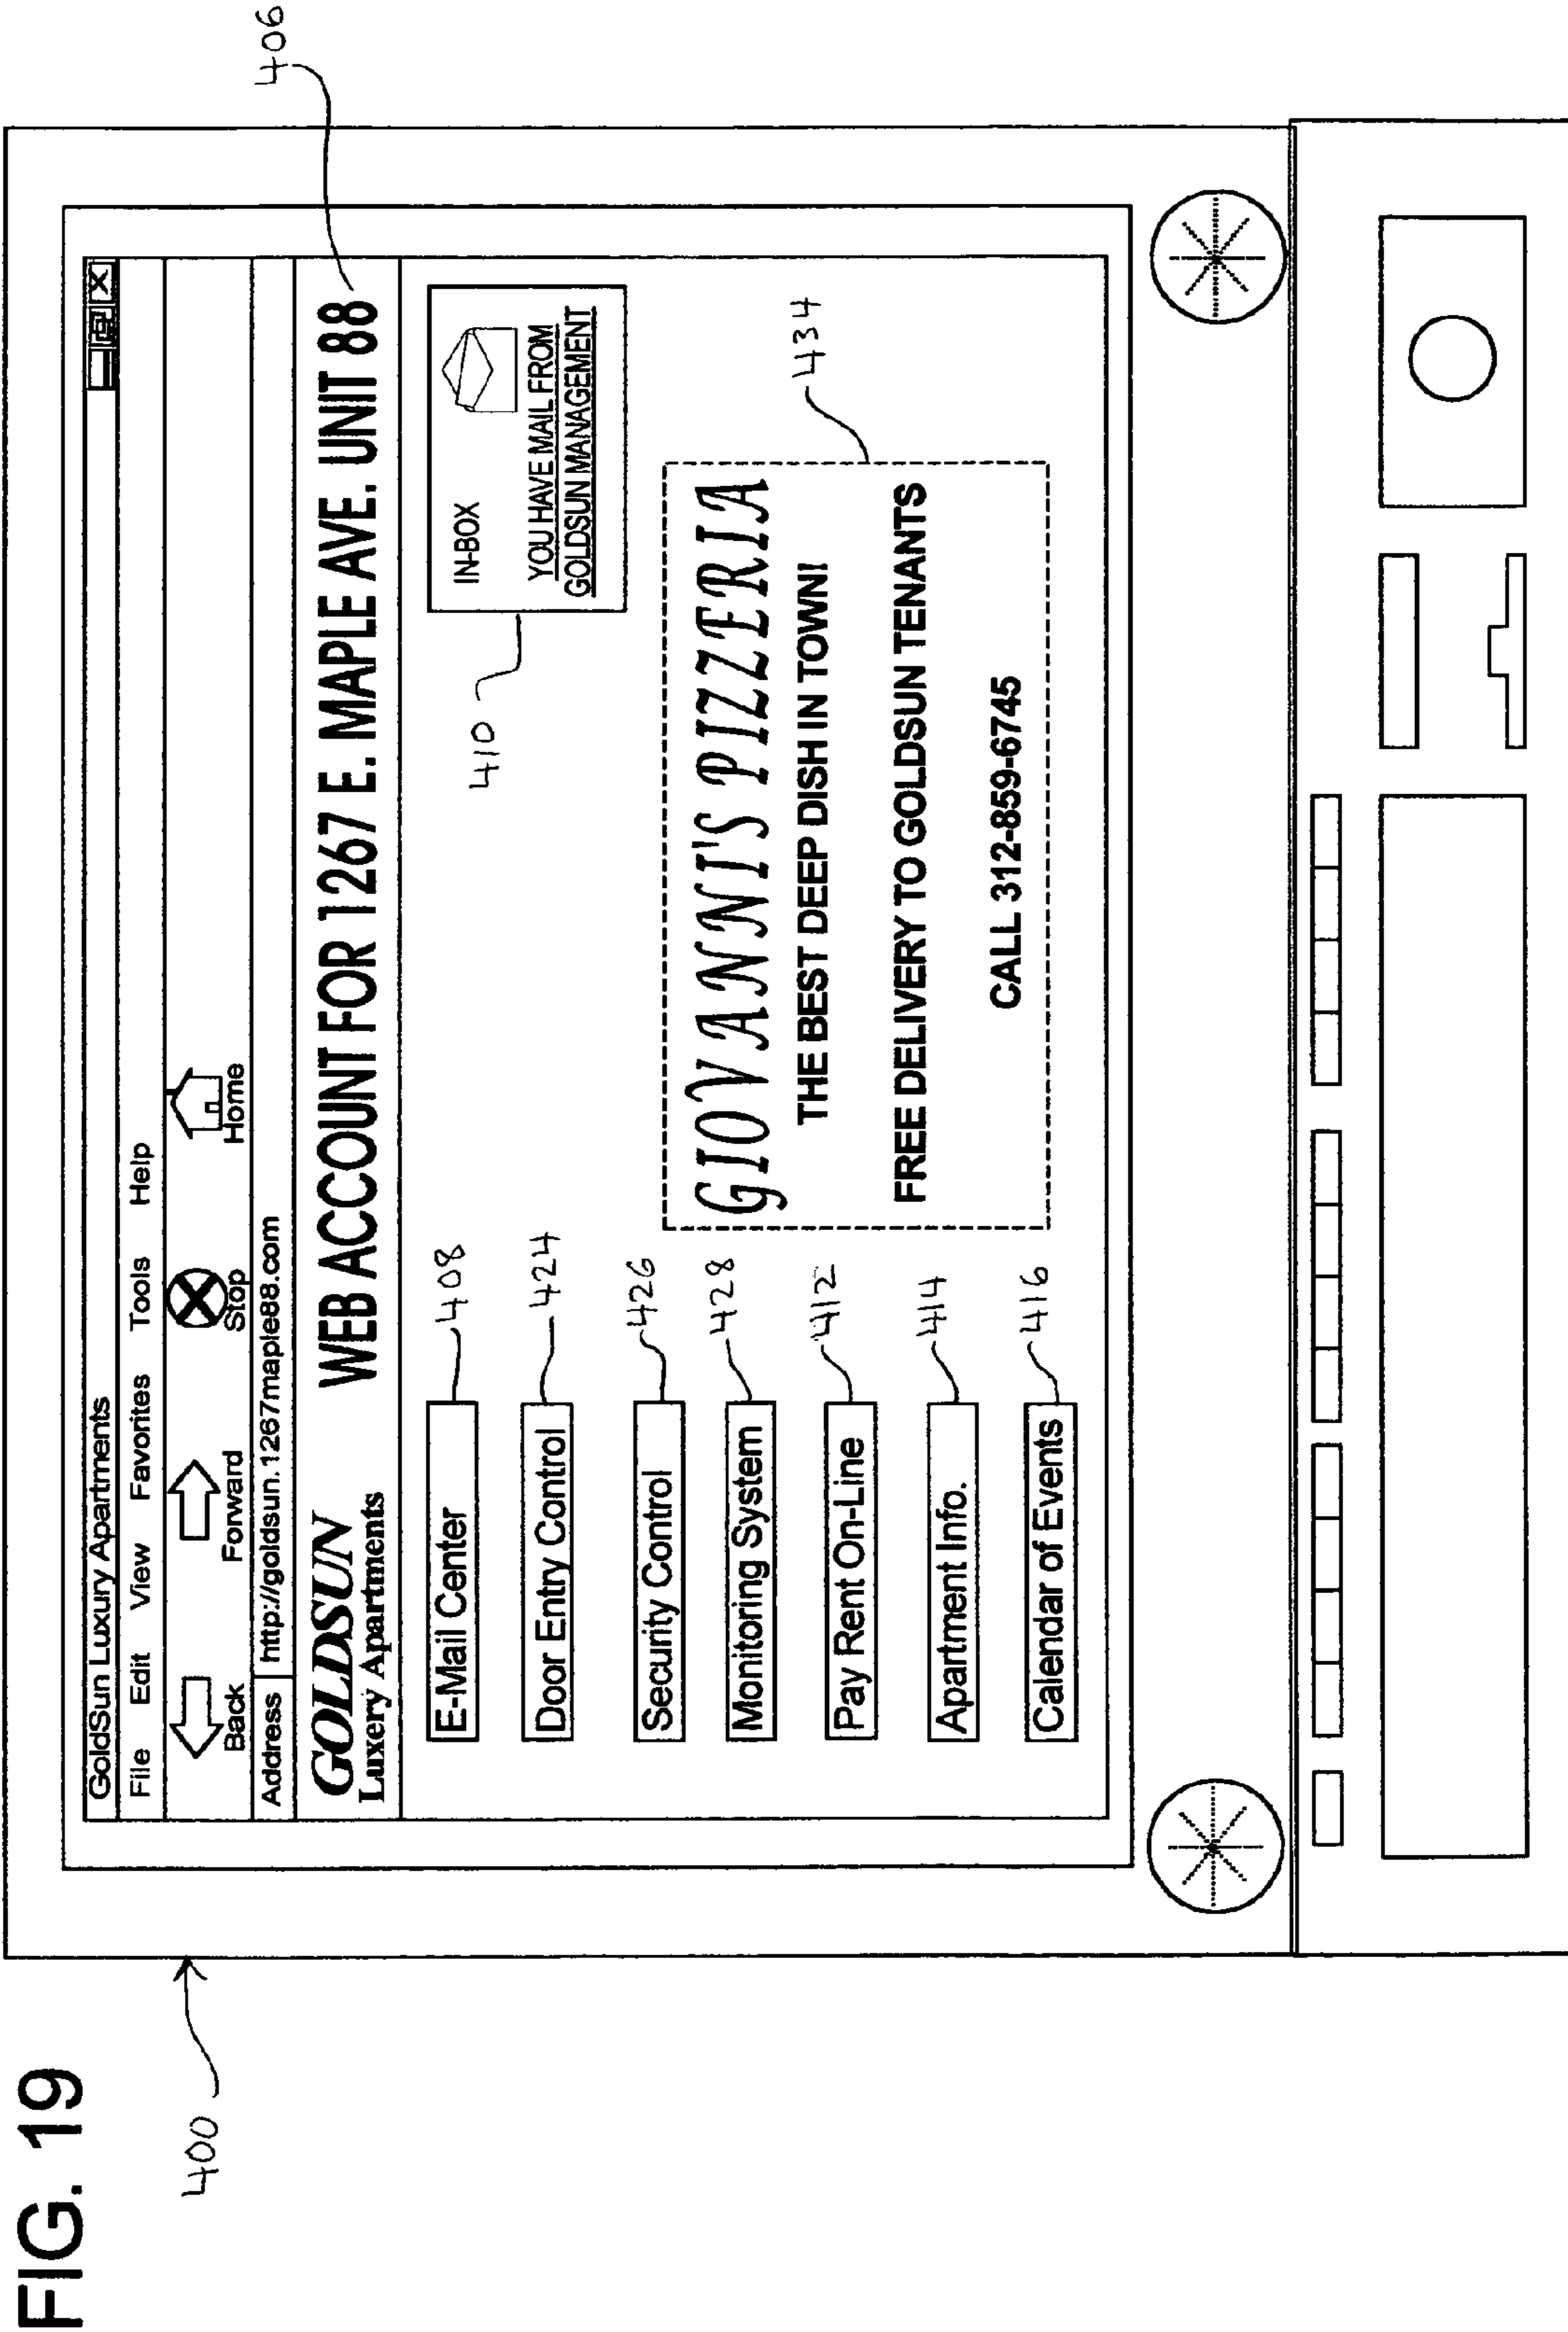 FIG. 19
400
406
GoldSun Luxury Apartments
File Edit View Favorites Tools Help
Back Forward Stop Home
Address http://goldsun.1267maple88.com
GOLDSUN
Luxery Apartments
WEB ACCOUNT FOR 1267 E. MAPLE AVE. UNIT 88
E-Mail Center
408
Door Entry Control
424
Security Control
426
Monitoring System
428
Pay Rent On-Line
412
Apartment Info.
414
Calendar of Events
416
410
IN-BOX
YOU HAVE MAIL FROM
GOLDSUN MANAGEMENT
434
GIOVANNI'S PIZZERIA
THE BEST DEEP DISH IN TOWN!
FREE DELIVERY TO GOLDSUN TENANTS
CALL 312-859-6745